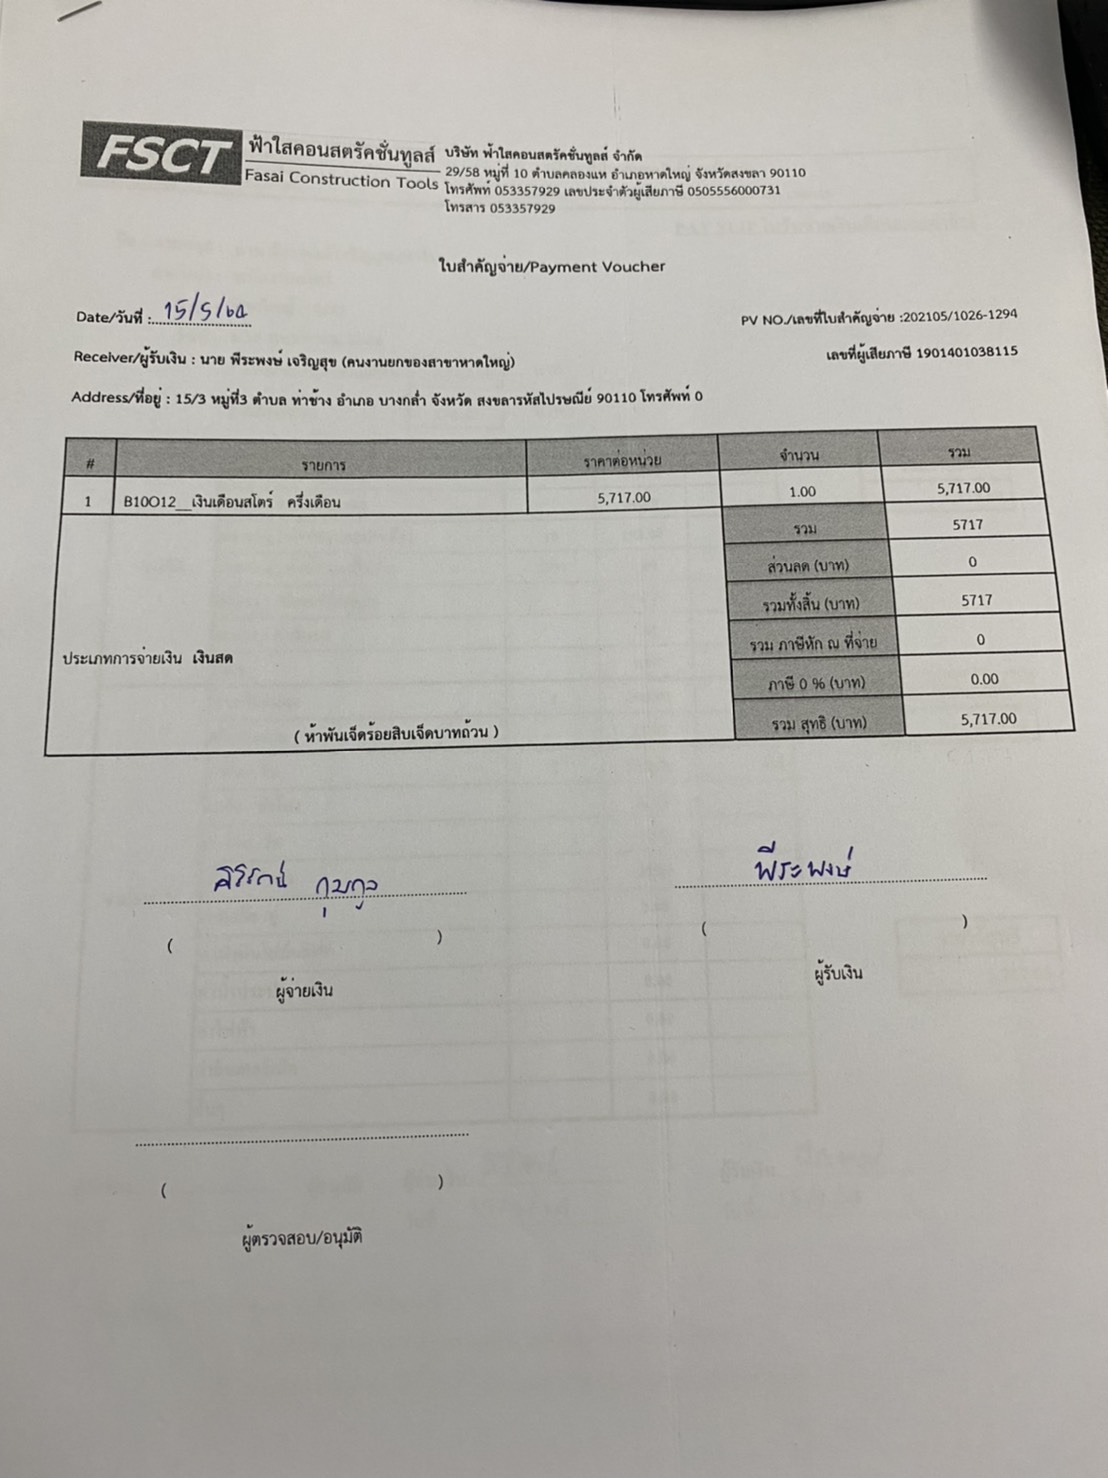 FSCT
ฟ้าใสคอนสตรัคชั่นทูลส์
Fasai Construction Tools
บริษัท ฟ้าใสคอนสตรัคชั่นทูลส์ จำกัด
29/58 หมู่ที่ 10 ตำบลคลองแห อำเภอหาดใหญ่ จังหวัดสงขลา 90110
โทรศัพท์ 053357929 เลขประจำตัวผู้เสียภาษี 0505556000731
โทรสาร 053357929
ใบสำคัญจ่าย/Payment Voucher
Date/วันที่ : 15/5/64
PV NO./เลขที่ใบสำคัญจ่าย :202105/1026-1294
Receiver/ผู้รับเงิน : นาย พีระพงษ์ เจริญสุข (คนงานยกของสาขาหาดใหญ่)
เลขที่ผู้เสียภาษี 1901401038115
Address/ที่อยู่ : 15/3 หมู่ที่3 ตำบล ท่าช้าง อำเภอ บางกล่ำ จังหวัด สงขลารหัสไปรษณีย์ 90110 โทรศัพท์ 0
# รายการ ราคาต่อหน่วย จำนวน รวม
1 B10O12__เงินเดือนสโตร์ ครึ่งเดือน 5,717.00 1.00 5,717.00
รวม 5717
ส่วนลด (บาท) 0
รวมทั้งสิ้น (บาท) 5717
รวม ภาษีหัก ณ ที่จ่าย 0
ประเภทการจ่ายเงิน เงินสด
ภาษี 0 % (บาท) 0.00
รวม สุทธิ (บาท) 5,717.00
( ห้าพันเจ็ดร้อยสิบเจ็ดบาทถ้วน )
พีระพงษ์
( )
( )
ผู้จ่ายเงิน
ผู้รับเงิน
( )
ผู้ตรวจสอบ/อนุมัติ